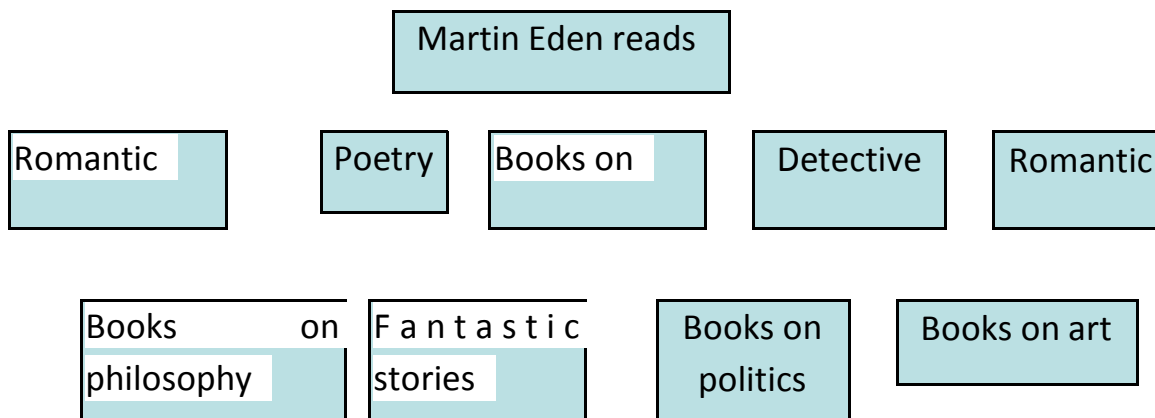 Martin Eden reads
Romantic
Poetry
Books on
Detective
Romantic
Books on
philosophy
Fantastic
stories
Books on
politics
Books on art